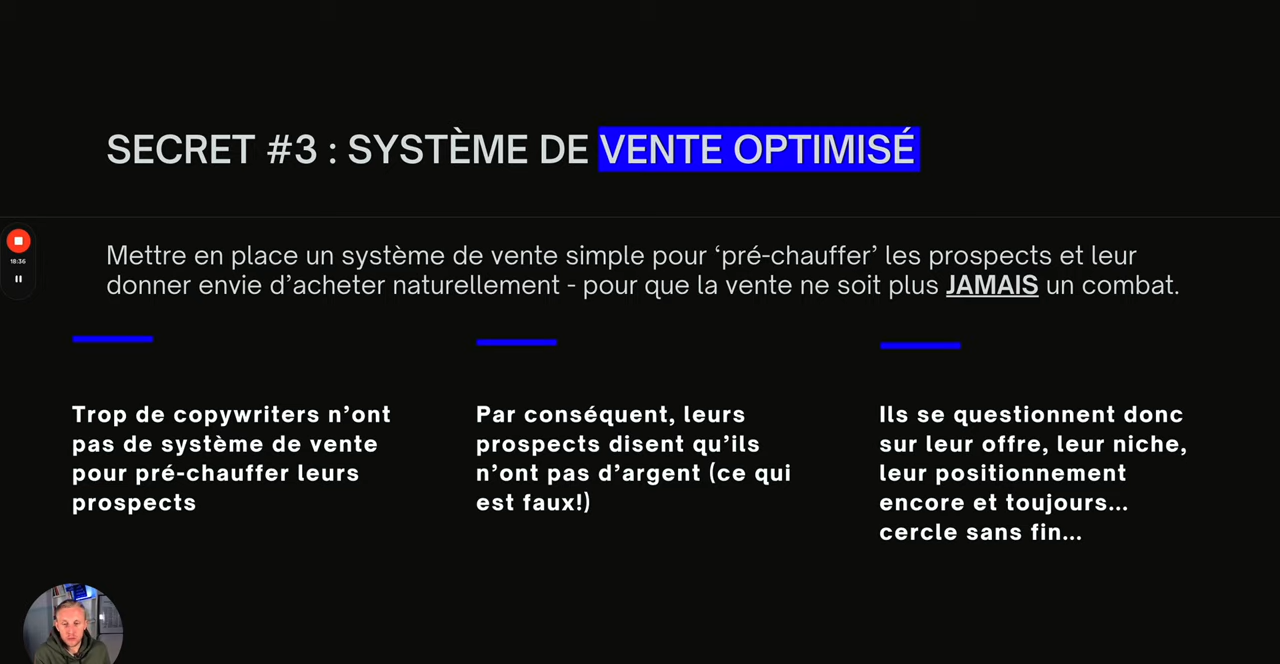 SECRET #3 : SYSTÈME DE VENTE OPTIMISÉ
Mettre en place un système de vente simple pour ‘pré-chauffer’ les prospects et leur
donner envie d’acheter naturellement - pour que la vente ne soit plus JAMAIS un combat.
18:36
Trop de copywriters n’ont
pas de système de vente
pour pré-chauffer leurs
prospects
Par conséquent, leurs
prospects disent qu’ils
n’ont pas d’argent (ce qui
est faux!)
Ils se questionnent donc
sur leur offre, leur niche,
leur positionnement
encore et toujours...
cercle sans fin...